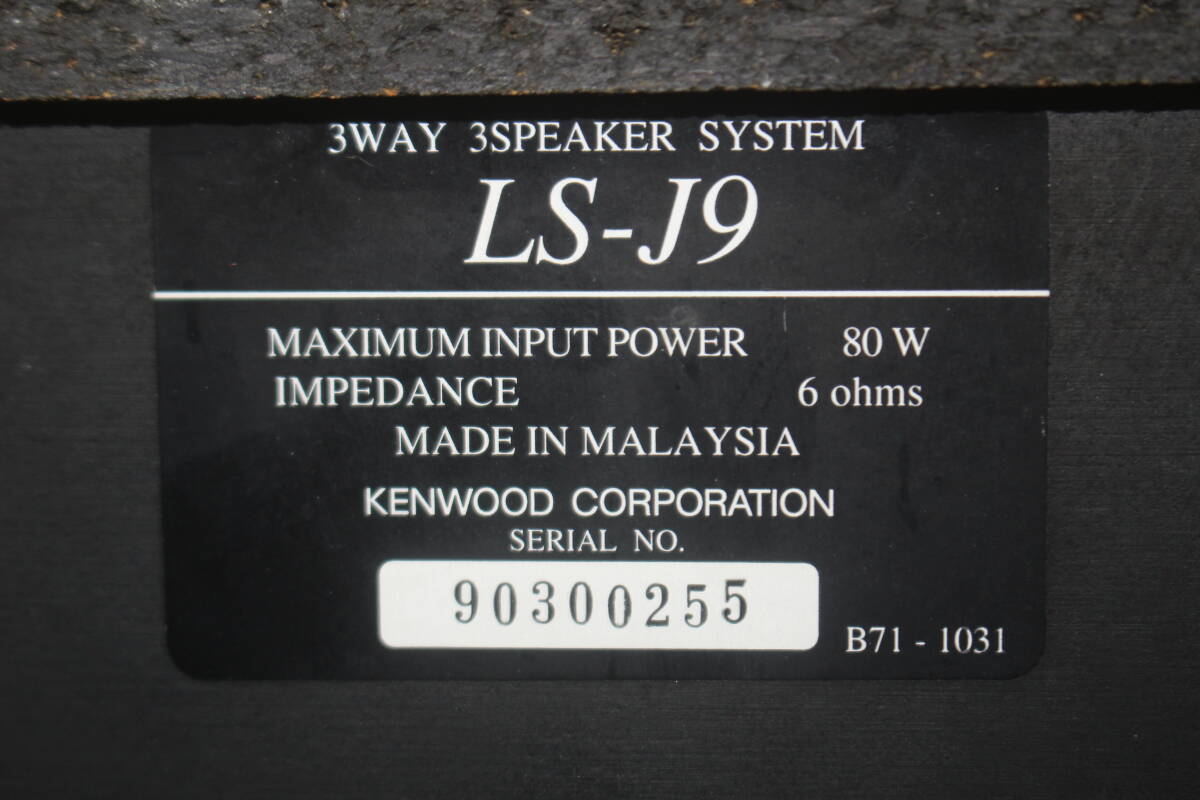 3WAY 3SPEAKER SYSTEM
LS-J9
MAXIMUM INPUT POWER 80 W
IMPEDANCE 6 ohms
MADE IN MALAYSIA
KENWOOD CORPORATION
SERIAL NO.
90300255
B71 - 1031